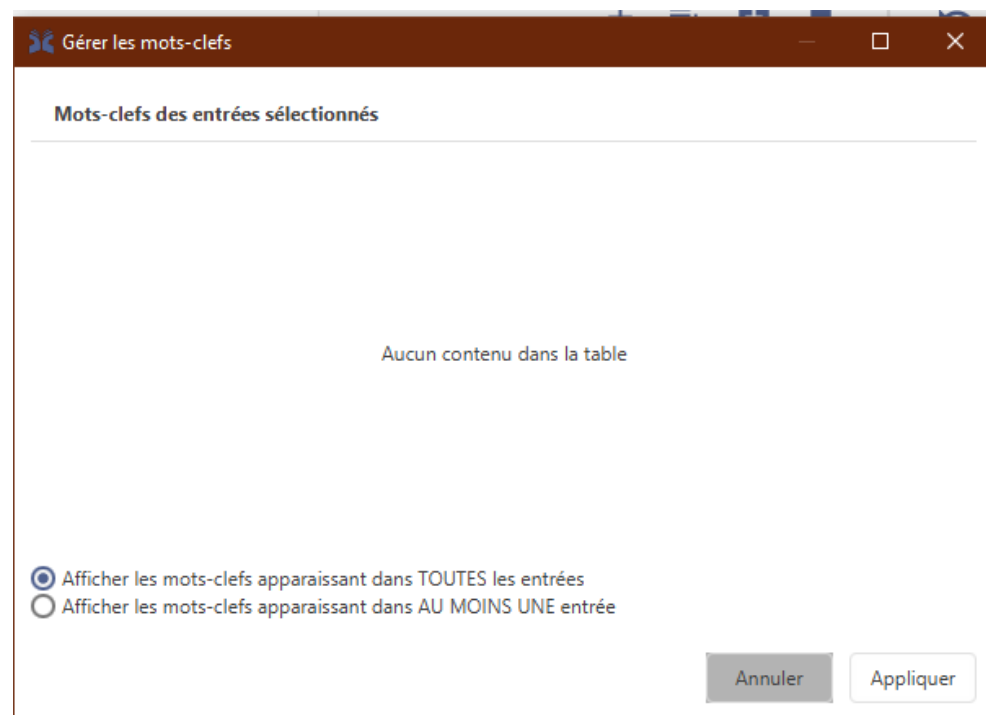 Gérer les mots-clefs
Mots-clefs des entrées sélectionnés
Aucun contenu dans la table
Afficher les mots-clefs apparaissant dans TOUTES les entrées
Afficher les mots-clefs apparaissant dans AU MOINS UNE entrée
Annuler Appliquer